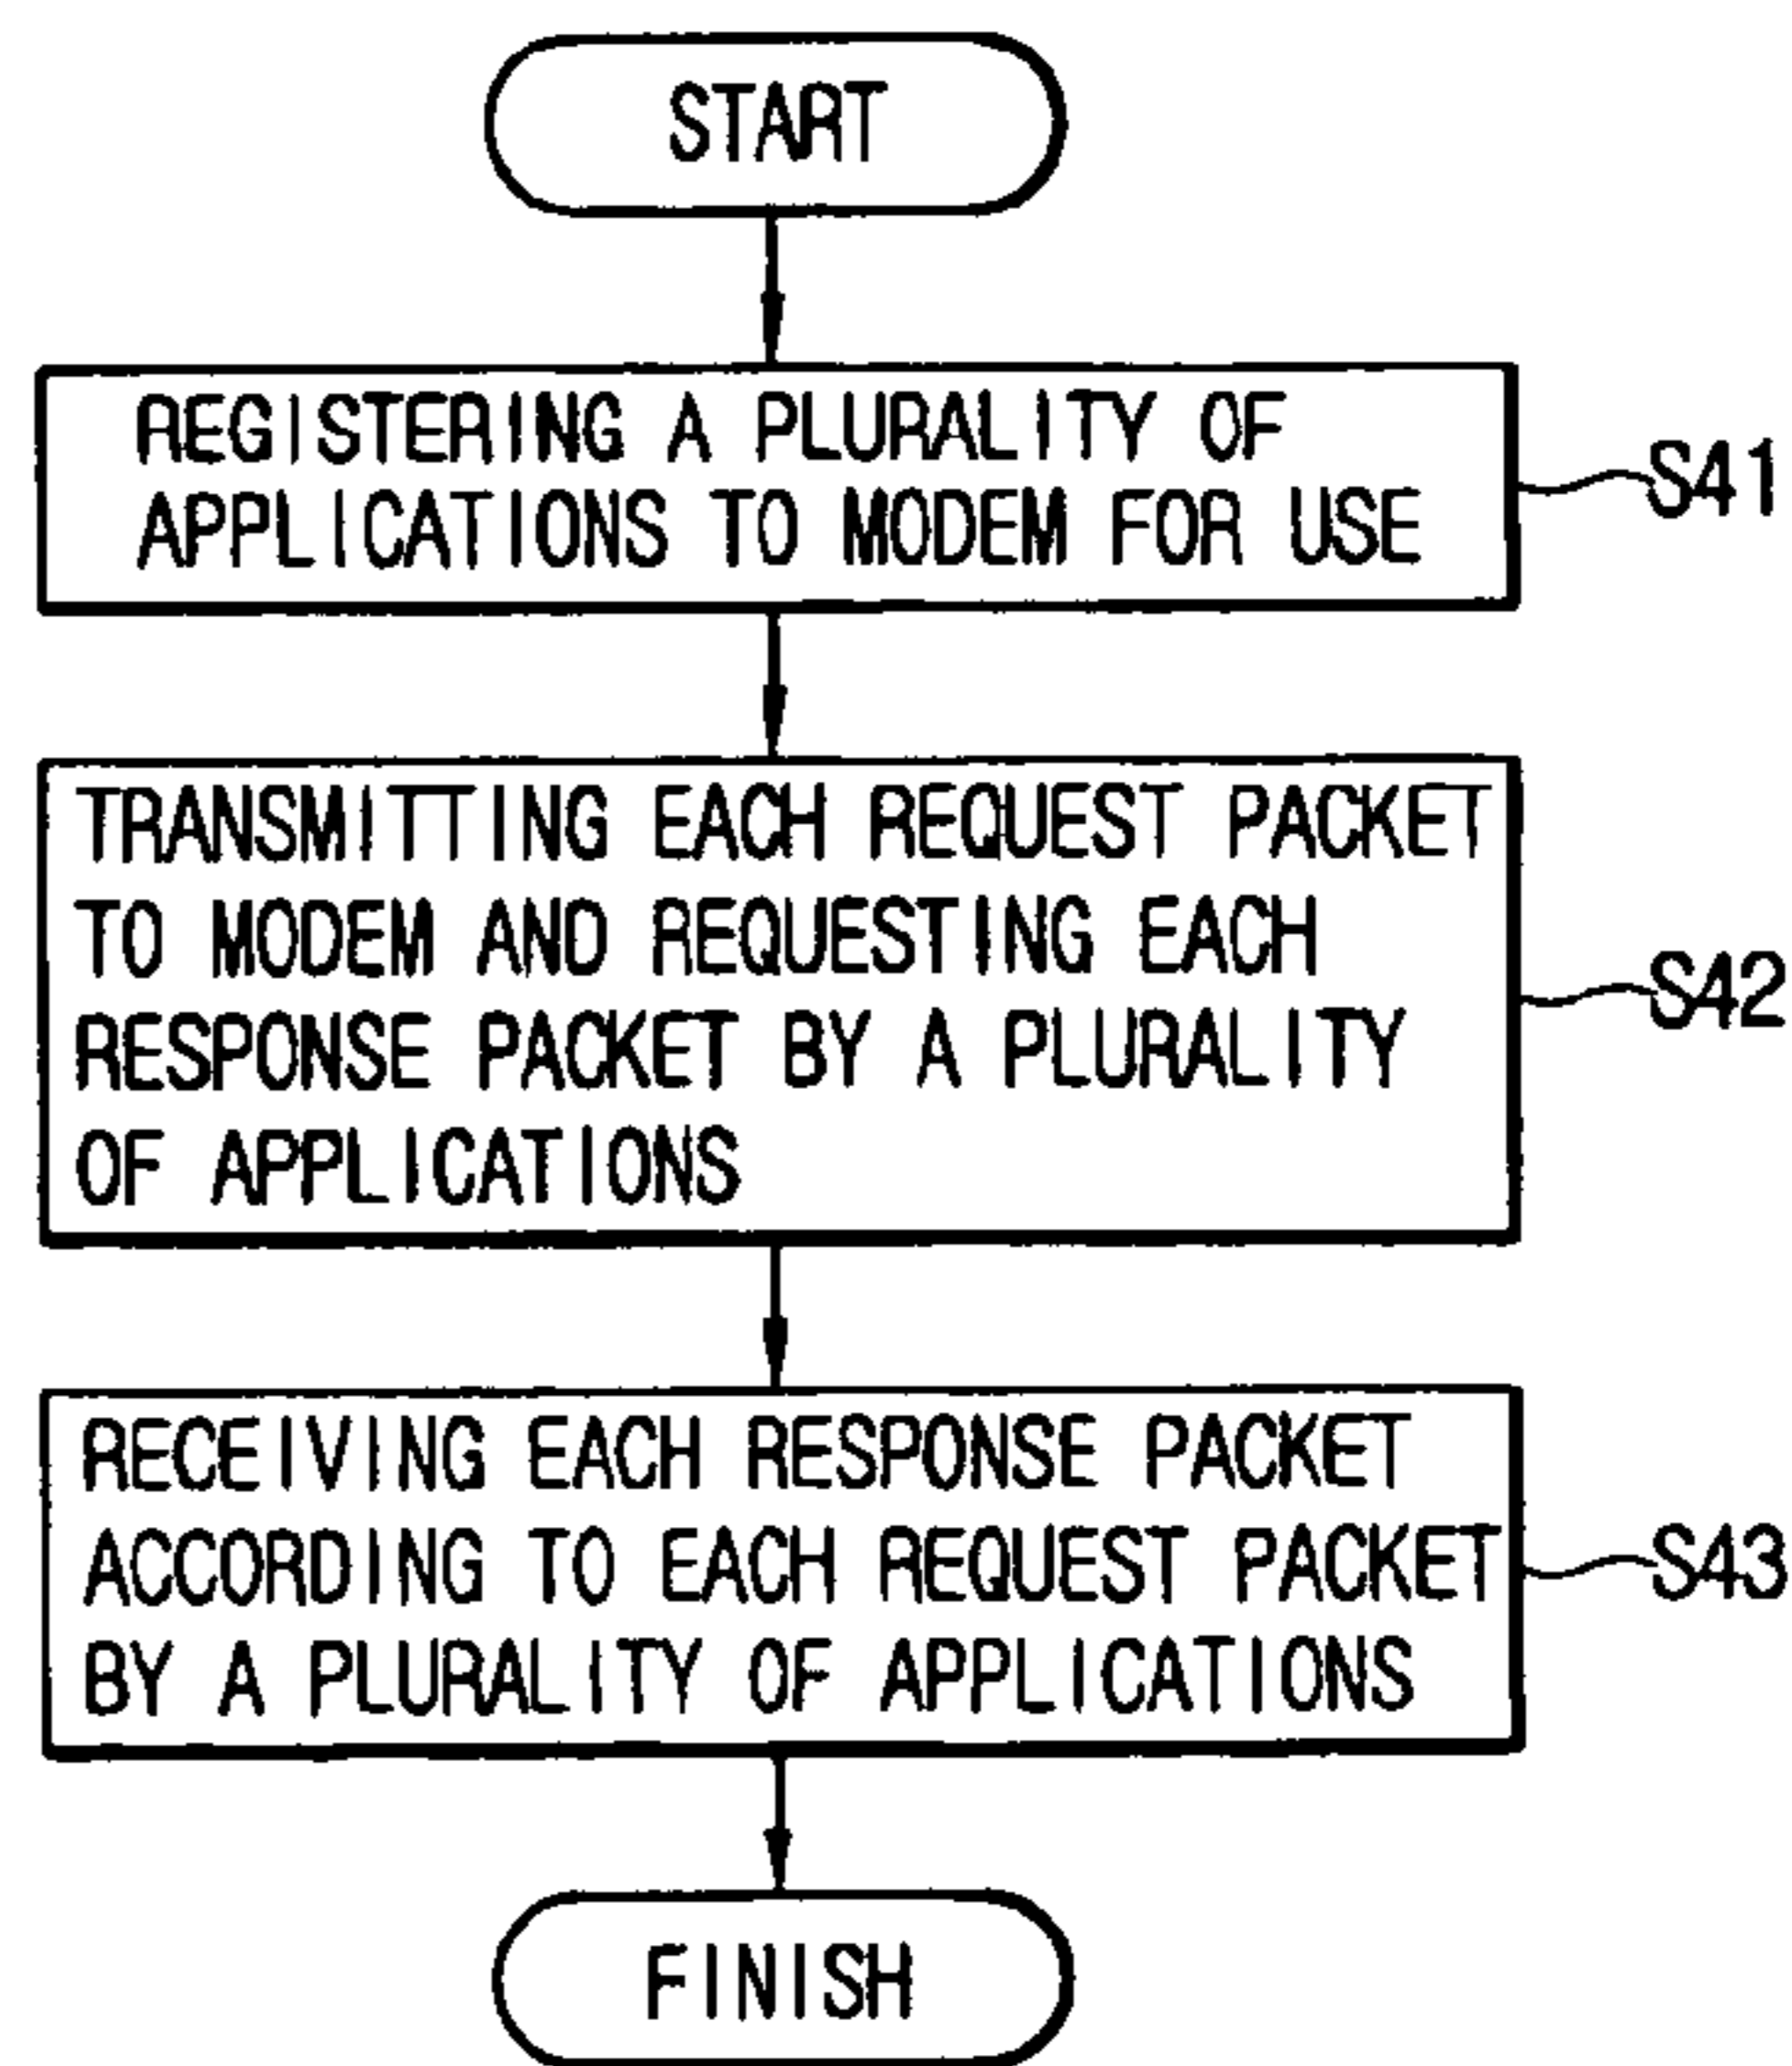 START
REGISTERING A PLURALITY OF
APPLICATIONS TO MODEM FOR USE
S41
TRANSMITTING EACH REQUEST PACKET
TO MODEM AND REQUESTING EACH
RESPONSE PACKET BY A PLURALITY
OF APPLICATIONS
S42
RECEIVING EACH RESPONSE PACKET
ACCORDING TO EACH REQUEST PACKET
BY A PLURALITY OF APPLICATIONS
S43
FINISH